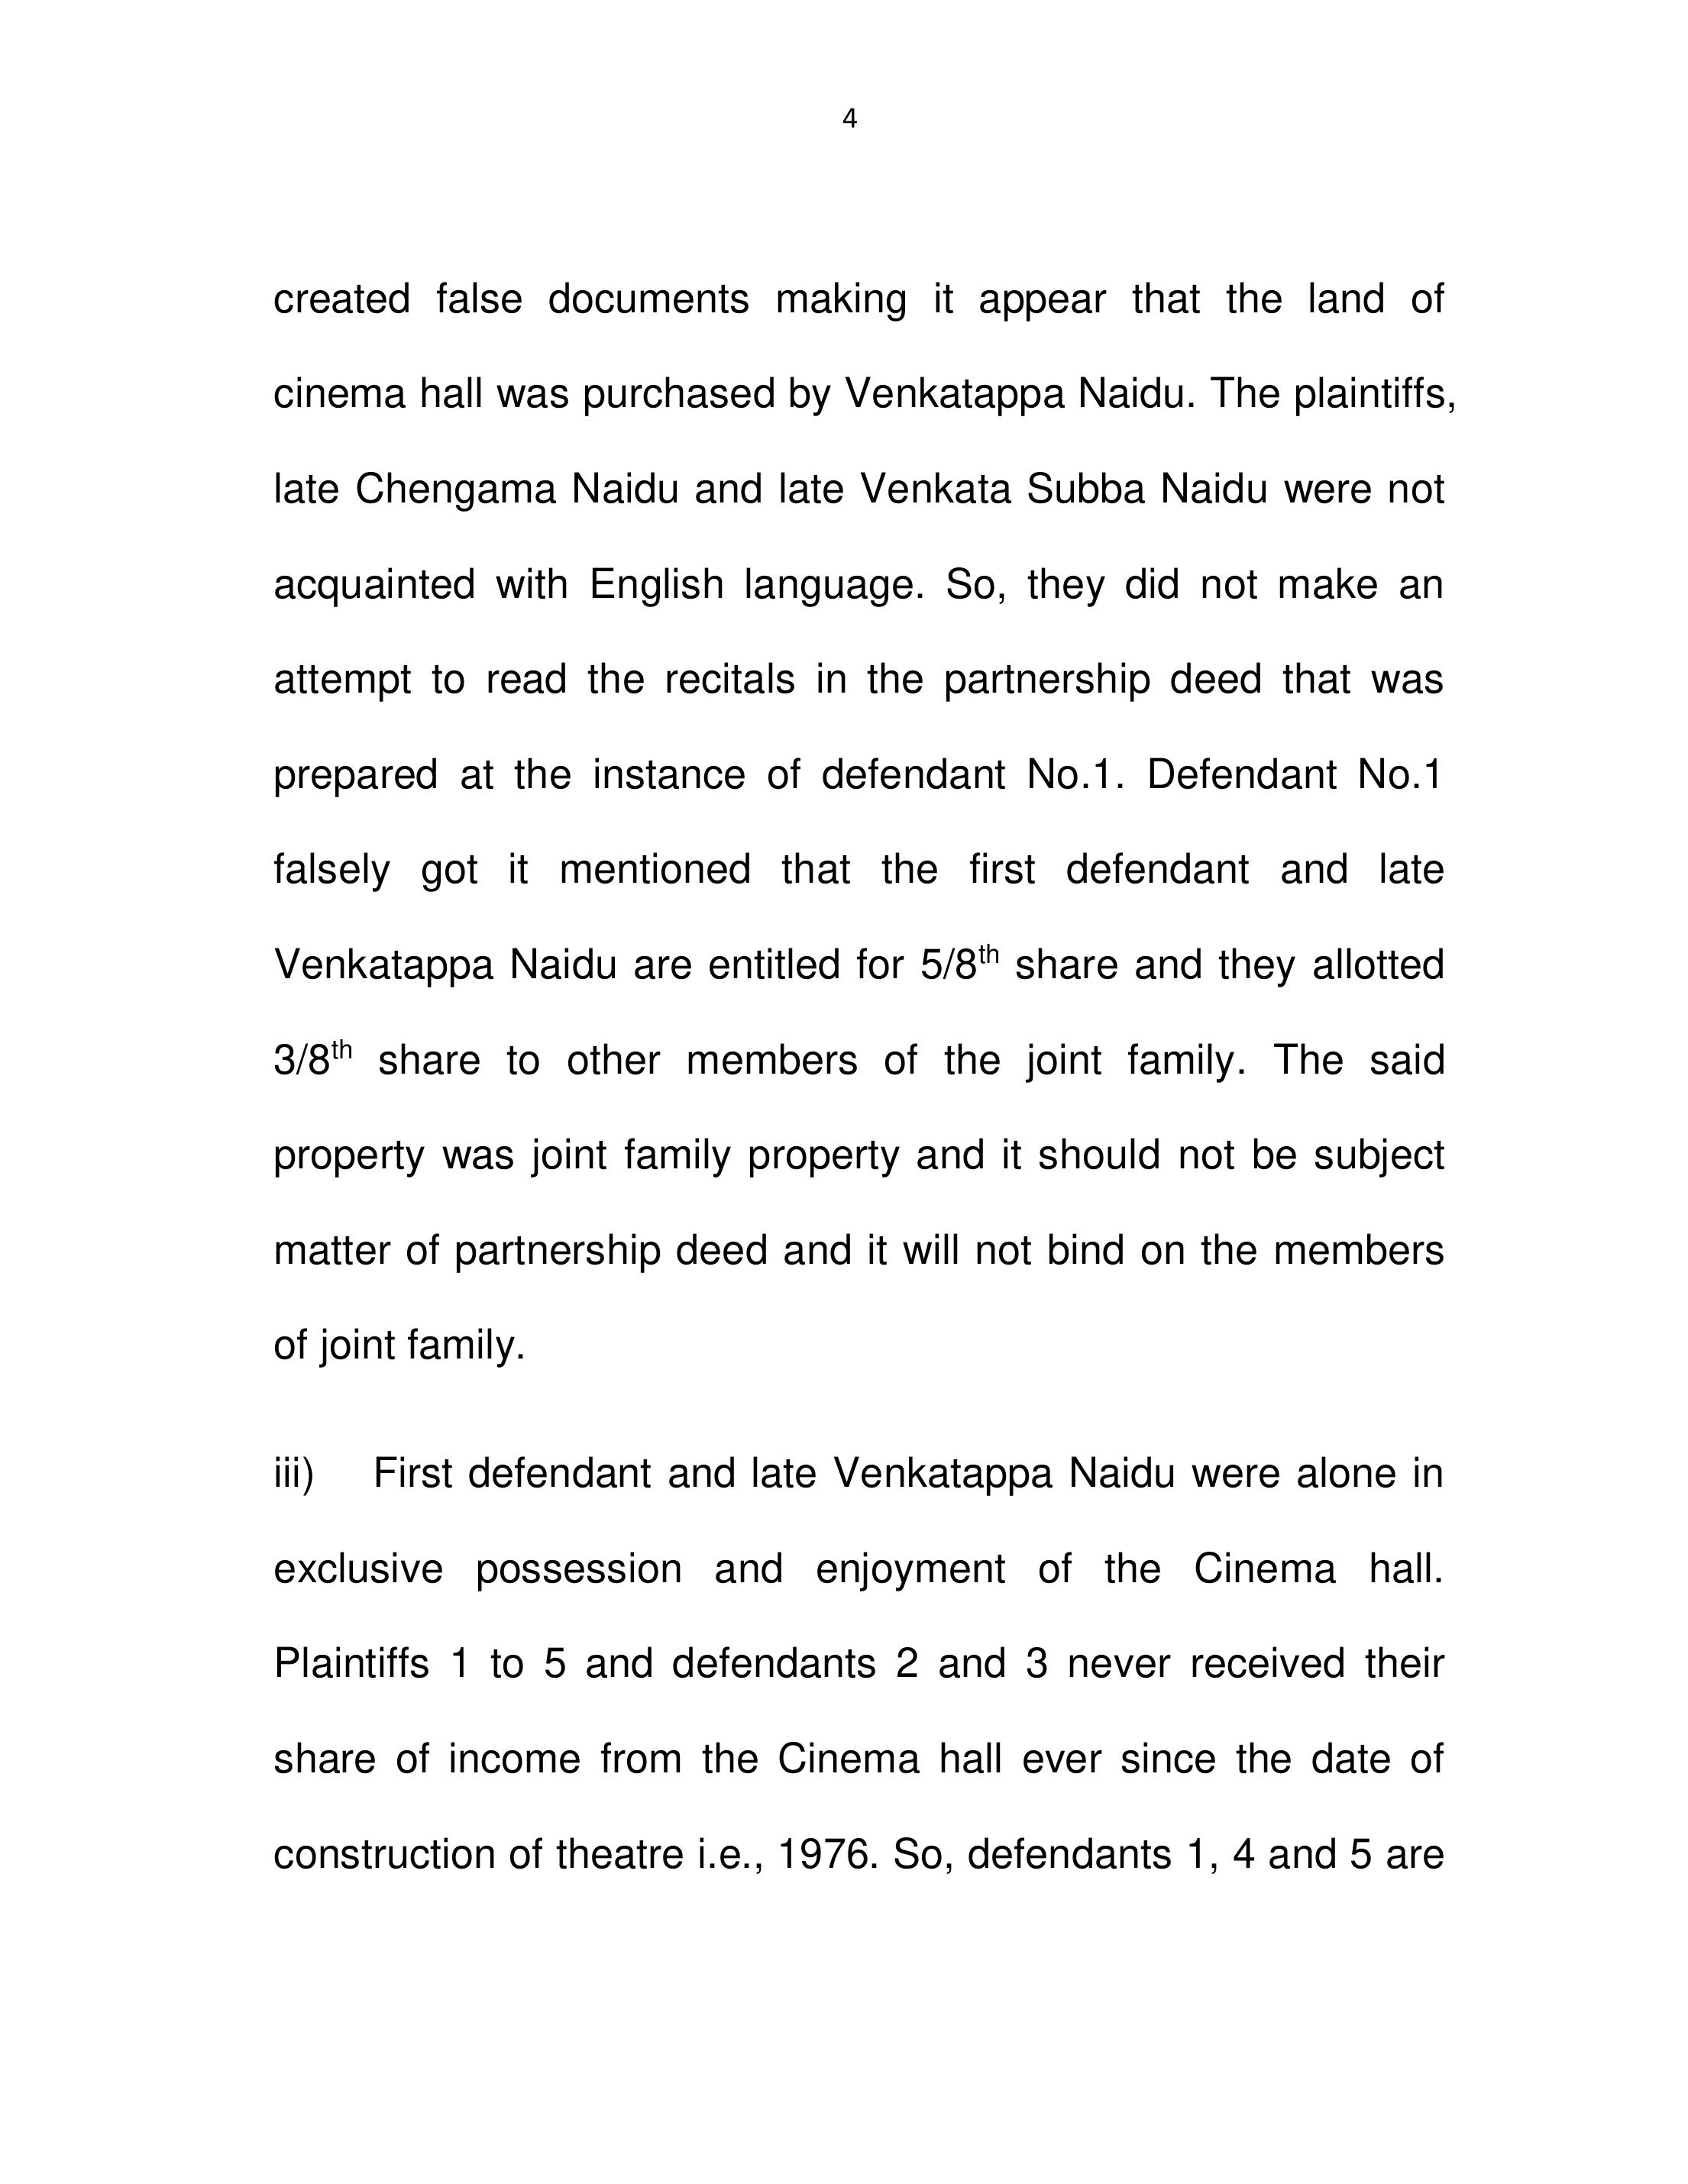 4
created false documents making it appear that the land of
cinema hall was purchased by Venkatappa Naidu. The plaintiffs,
late Chengama Naidu and late Venkata Subba Naidu were not
acquainted with English language. So, they did not make an
attempt to read the recitals in the partnership deed that was
prepared at the instance of defendant No.1. Defendant No.1
falsely got it mentioned that the first defendant and late
Venkatappa Naidu are entitled for 5/8th share and they allotted
3/8th share to other members of the joint family. The said
property was joint family property and it should not be subject
matter of partnership deed and it will not bind on the members
of joint family.
iii) First defendant and late Venkatappa Naidu were alone in
exclusive possession and enjoyment of the Cinema hall.
Plaintiffs 1 to 5 and defendants 2 and 3 never received their
share of income from the Cinema hall ever since the date of
construction of theatre i.e., 1976. So, defendants 1, 4 and 5 are